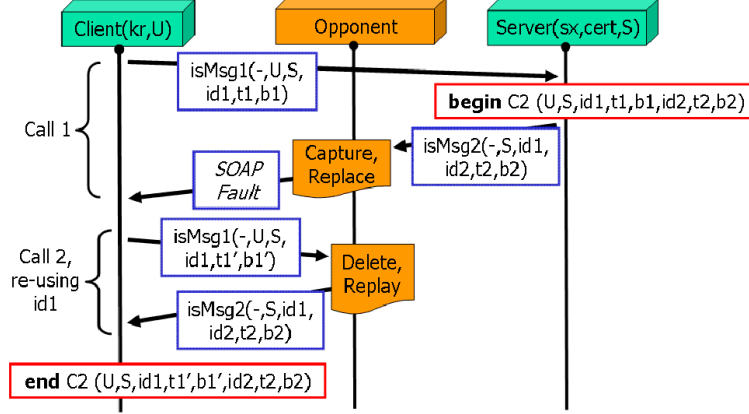 Client(kr,U)
Opponent
Server(sx,cert,S)
isMsg1(-,U,S,
id1,t1,b1)
begin C2 (U,S,id1,t1,b1,id2,t2,b2)
Call 1
isMsg2(-,S,id1,
id2,t2,b2)
Capture,
Replace
SOAP
Fault
isMsg1(-,U,S,
id1,t1′,b1′)
Call 2,
re-using
id1
Delete,
Replay
isMsg2(-,S,id1,
id2,t2,b2)
end C2 (U,S,id1,t1′,b1′,id2,t2,b2)